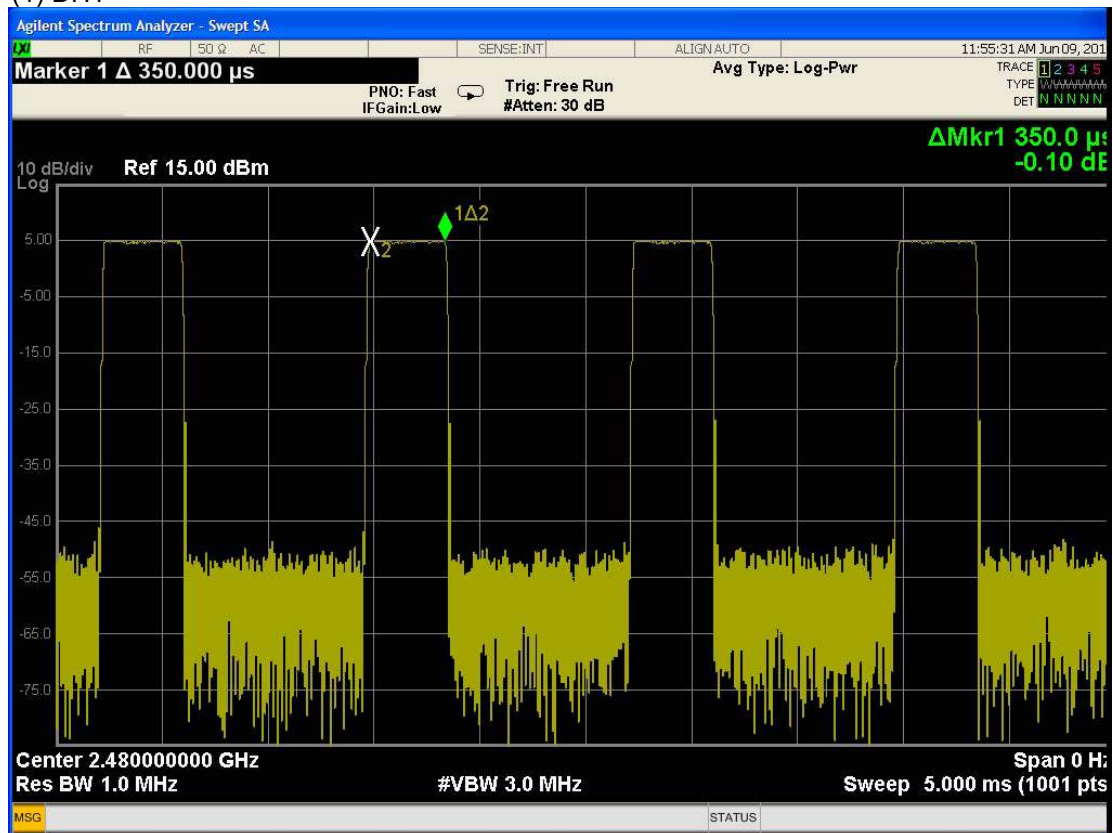 Agilent Spectrum Analyzer - Swept SA
LXI RF 50 Ω AC SENSE:INT ALIGN AUTO 11:55:31 AM Jun 09, 201
Marker 1 Δ 350.000 µs
PNO: Fast
IFGain:Low
Trig: Free Run
#Atten: 30 dB
Avg Type: Log-Pwr
TRACE 1 2 3 4 5
TYPE
DET N N N N N
ΔMkr1 350.0 µs
-0.10 dB
10 dB/div Ref 15.00 dBm
Log
1Δ2
5.00
X2
-5.00
-15.0
-25.0
-35.0
-45.0
-55.0
-65.0
-75.0
Center 2.480000000 GHz Span 0 Hz
Res BW 1.0 MHz #VBW 3.0 MHz Sweep 5.000 ms (1001 pts
MSG STATUS